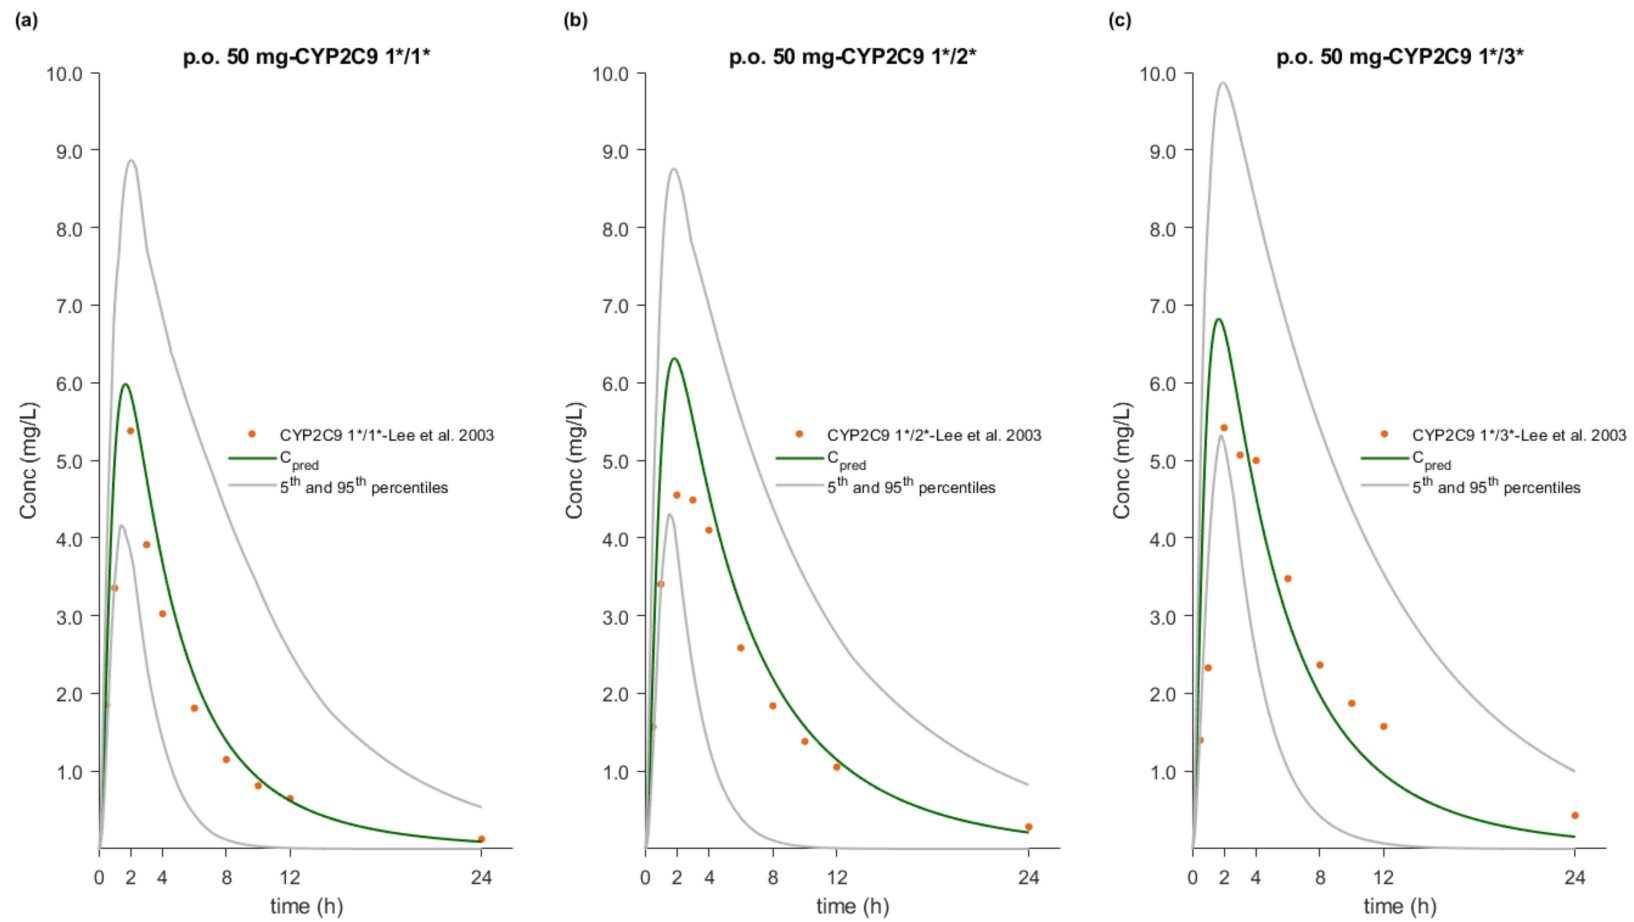 (a)
p.o. 50 mg-CYP2C9 1*/1*
10.0
9.0
8.0
7.0
6.0
5.0
4.0
3.0
2.0
1.0
Conc (mg/L)
CYP2C9 1*/1*-Lee et al. 2003
Cpred
5th and 95th percentiles
0 2 4 8 12 24
time (h)
(b)
p.o. 50 mg-CYP2C9 1*/2*
10.0
9.0
8.0
7.0
6.0
5.0
4.0
3.0
2.0
1.0
Conc (mg/L)
CYP2C9 1*/2*-Lee et al. 2003
Cpred
5th and 95th percentiles
0 2 4 8 12 24
time (h)
(c)
p.o. 50 mg-CYP2C9 1*/3*
10.0
9.0
8.0
7.0
6.0
5.0
4.0
3.0
2.0
1.0
Conc (mg/L)
CYP2C9 1*/3*-Lee et al. 2003
Cpred
5th and 95th percentiles
0 2 4 8 12 24
time (h)